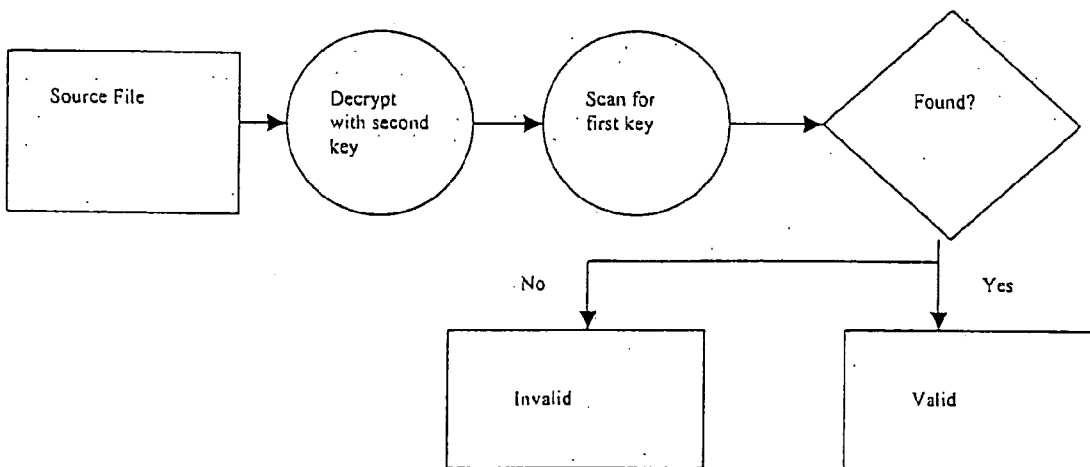 Source File
Decrypt
with second
key
Scan for
first key
Found?
No
Yes
Invalid
Valid